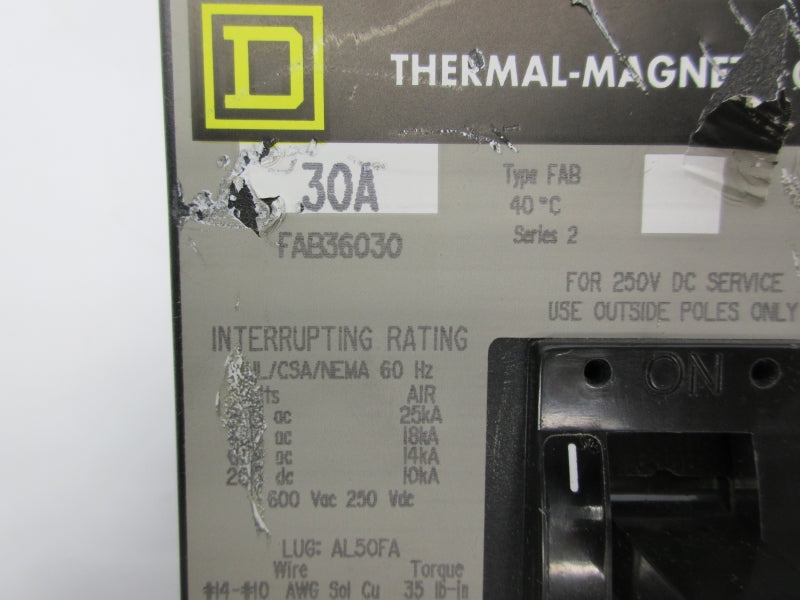 D
THERMAL-MAGNET
30A
FAB36030
Type FAB
40 °C
Series 2
FOR 250V DC SERVICE
USE OUTSIDE POLES ONLY
INTERRUPTING RATING
UL/CSA/NEMA 60 Hz
AIR
ac 25kA
ac 18kA
ac 14kA
dc 10kA
600 Vac 250 Vdc
LUG: AL50FA
Wire Torque
#14-#10 AWG Sol Cu 35 lb-in
ON